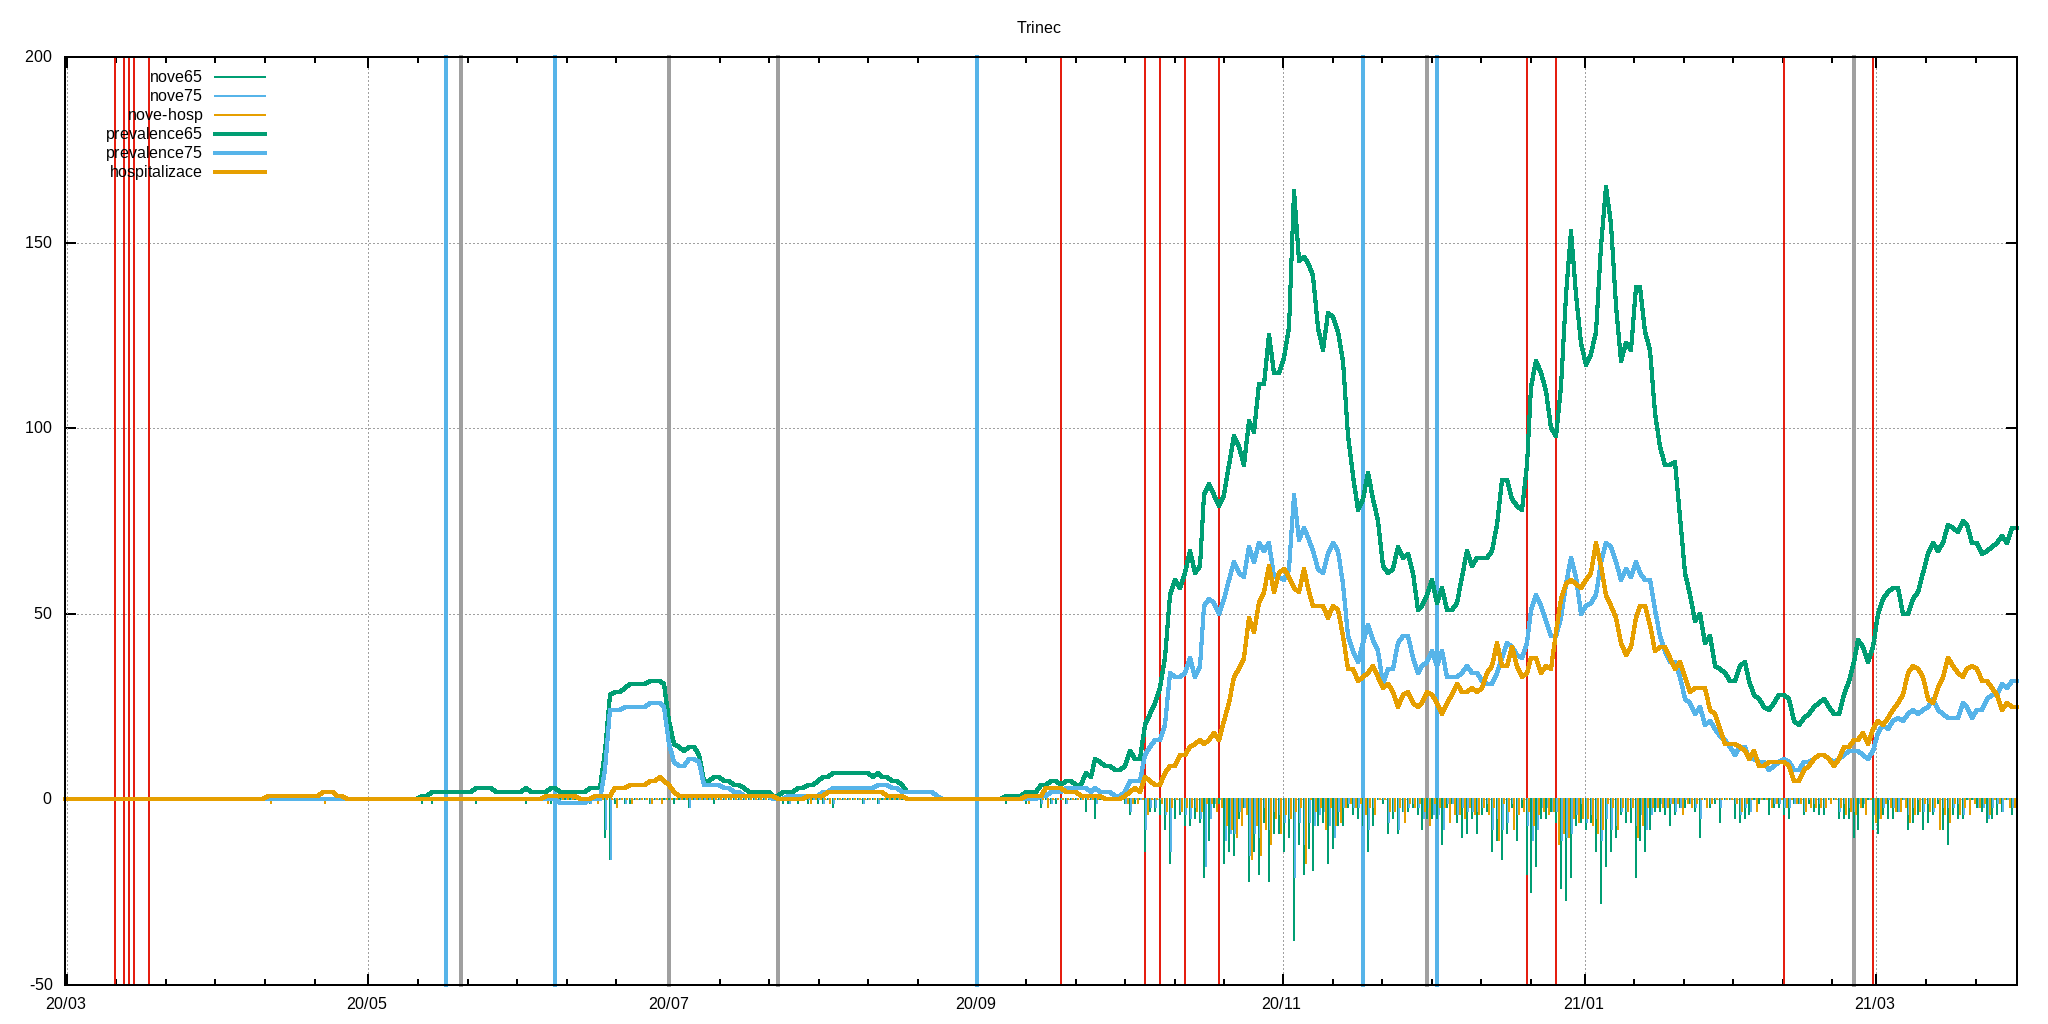 Trinec
200
nove65
nove75
nove-hosp
prevalence65
prevalence75
hospitalizace
150
100
50
0
-50
20/03 20/05 20/07 20/09 20/11 21/01 21/03